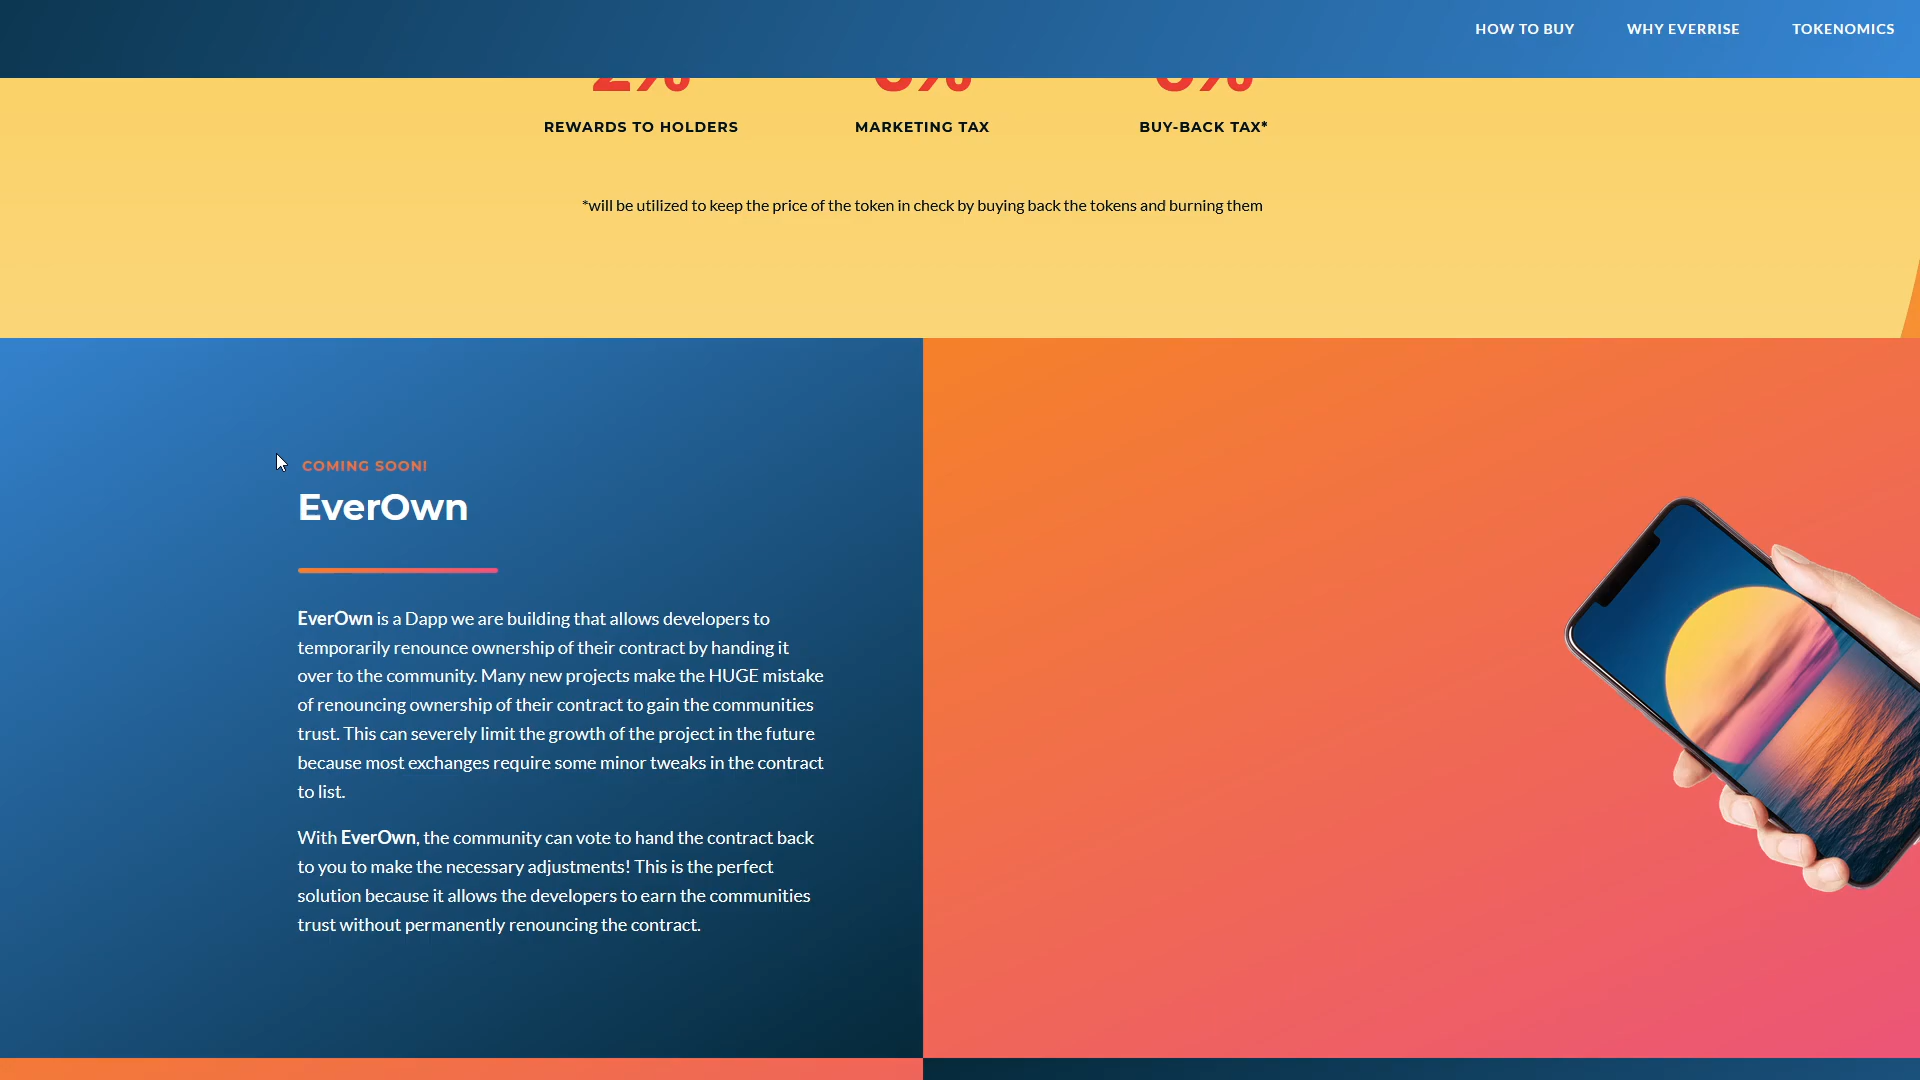 HOW TO BUY WHY EVERRISE TOKENOMICS
REWARDS TO HOLDERS MARKETING TAX BUY-BACK TAX*
*will be utilized to keep the price of the token in check by buying back the tokens and burning them
COMING SOON!
EverOwn
EverOwn is a Dapp we are building that allows developers to
temporarily renounce ownership of their contract by handing it
over to the community. Many new projects make the HUGE mistake
of renouncing ownership of their contract to gain the communities
trust. This can severely limit the growth of the project in the future
because most exchanges require some minor tweaks in the contract
to list.
With EverOwn, the community can vote to hand the contract back
to you to make the necessary adjustments! This is the perfect
solution because it allows the developers to earn the communities
trust without permanently renouncing the contract.